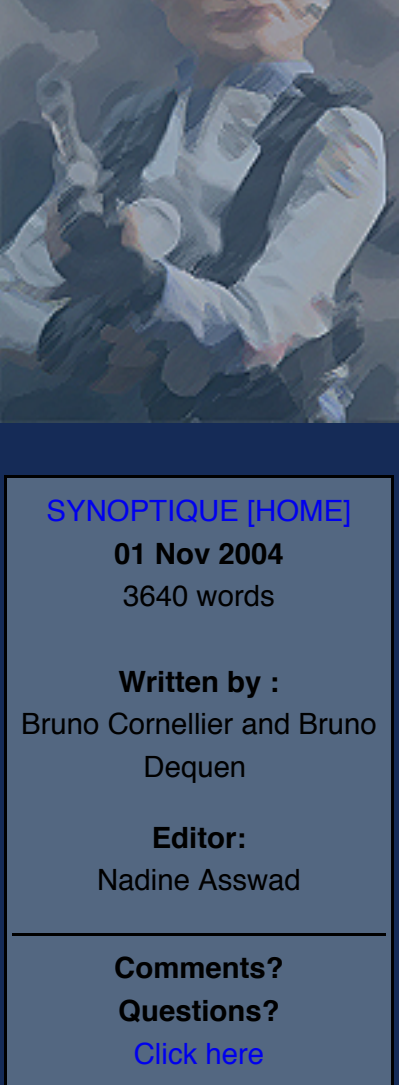 SYNOPTIQUE [HOME]
01 Nov 2004
3640 words
Written by :
Bruno Cornellier and Bruno
Dequen
Editor:
Nadine Asswad
Comments?
Questions?
Click here